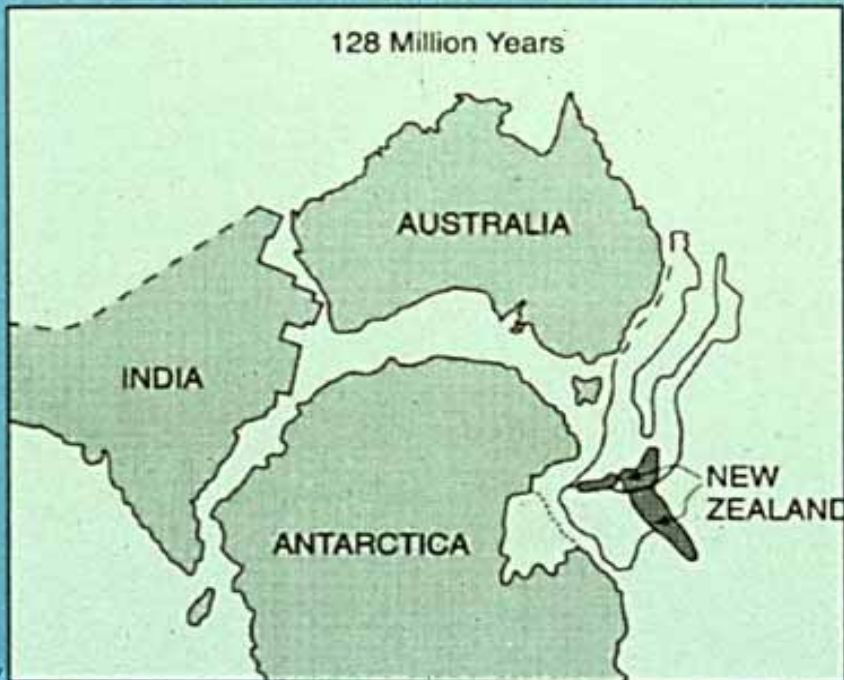 128 Million Years
AUSTRALIA
INDIA
NEW
ZEALAND
ANTARCTICA